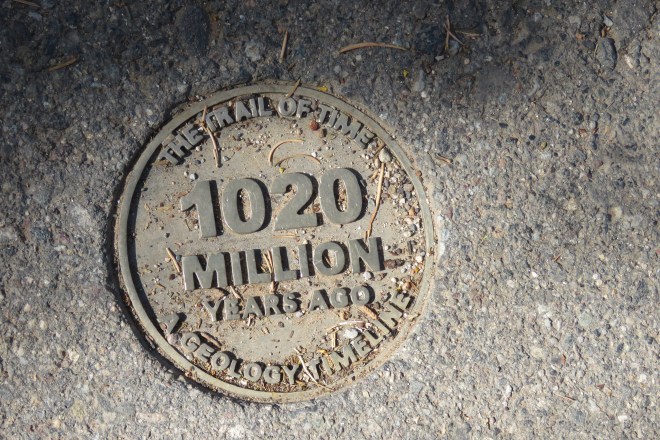 THE TRAIL OF TIME
1020
MILLION
YEARS AGO
A GEOLOGY TIMELINE